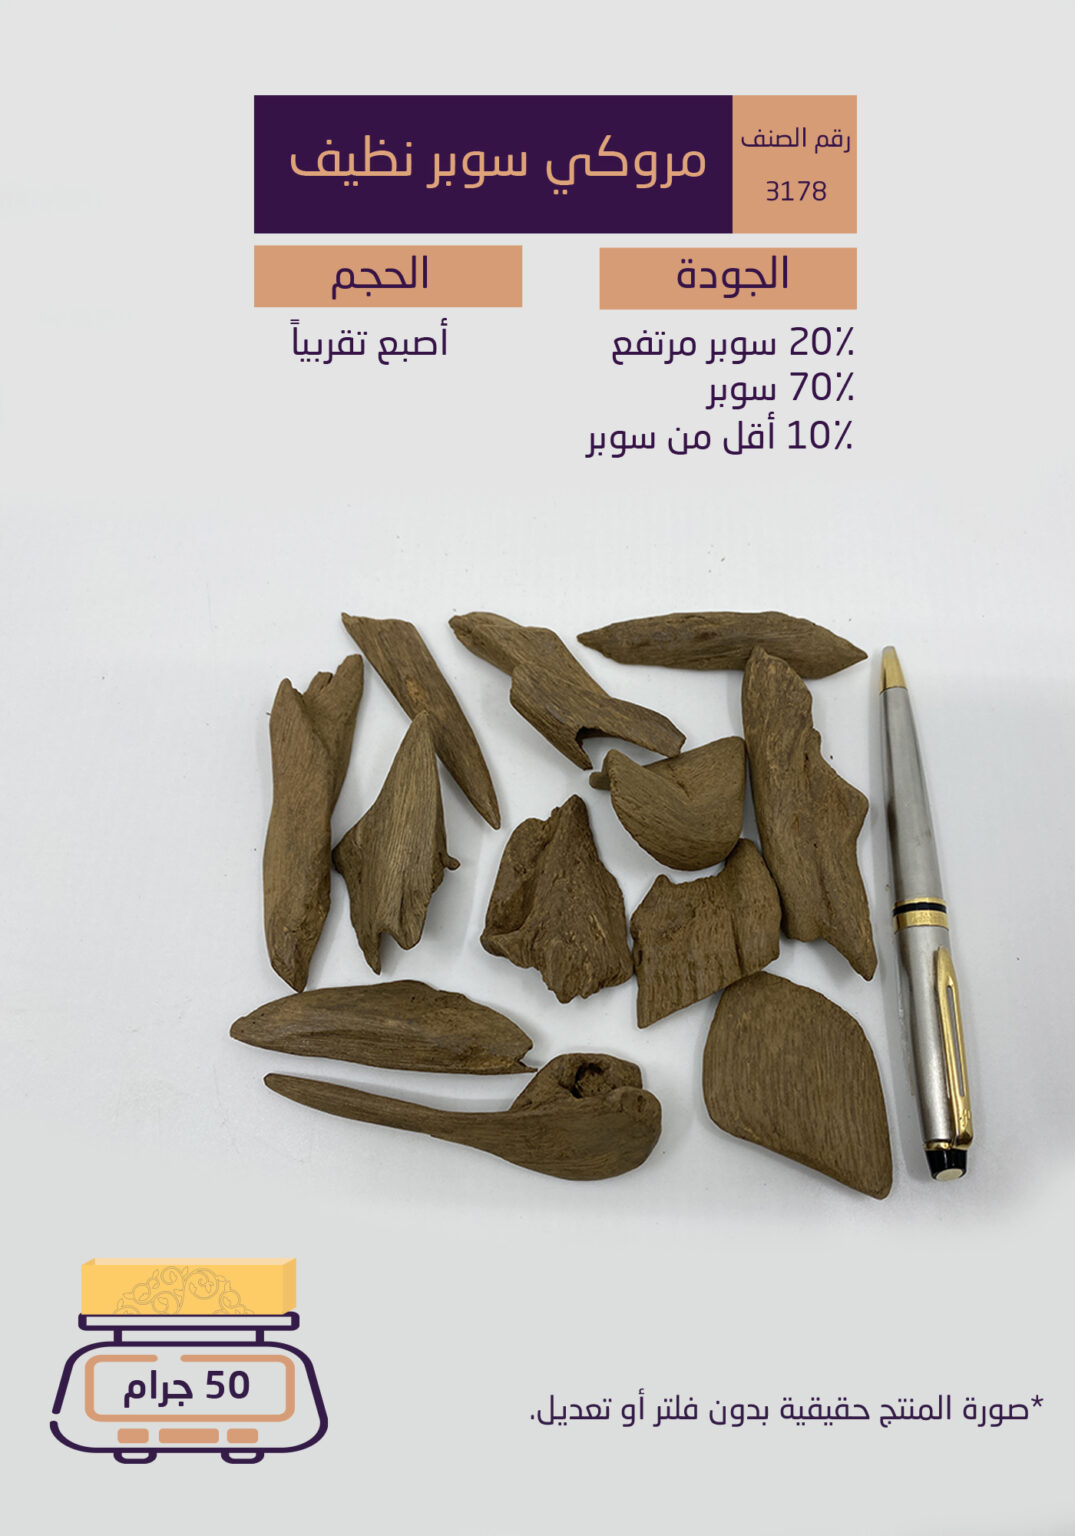 رقم الصنف
3178
مروكي سوبر نظيف
الجودة
20٪ سوبر مرتفع
70٪ سوبر
10٪ أقل من سوبر
الحجم
أصبع تقربياً
50 جرام
*صورة المنتج حقيقية بدون فلتر أو تعديل.